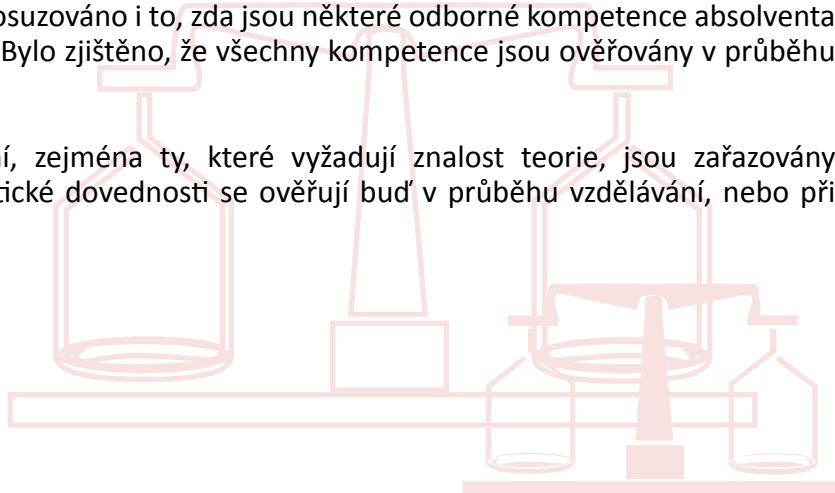 osuzováno i to, zda jsou některé odborné kompetence absolventa
Bylo zjištěno, že všechny kompetence jsou ověřovány v průběhu
í, zejména ty, které vyžadují znalost teorie, jsou zařazovány
tické dovednosti se ověřují buď v průběhu vzdělávání, nebo při